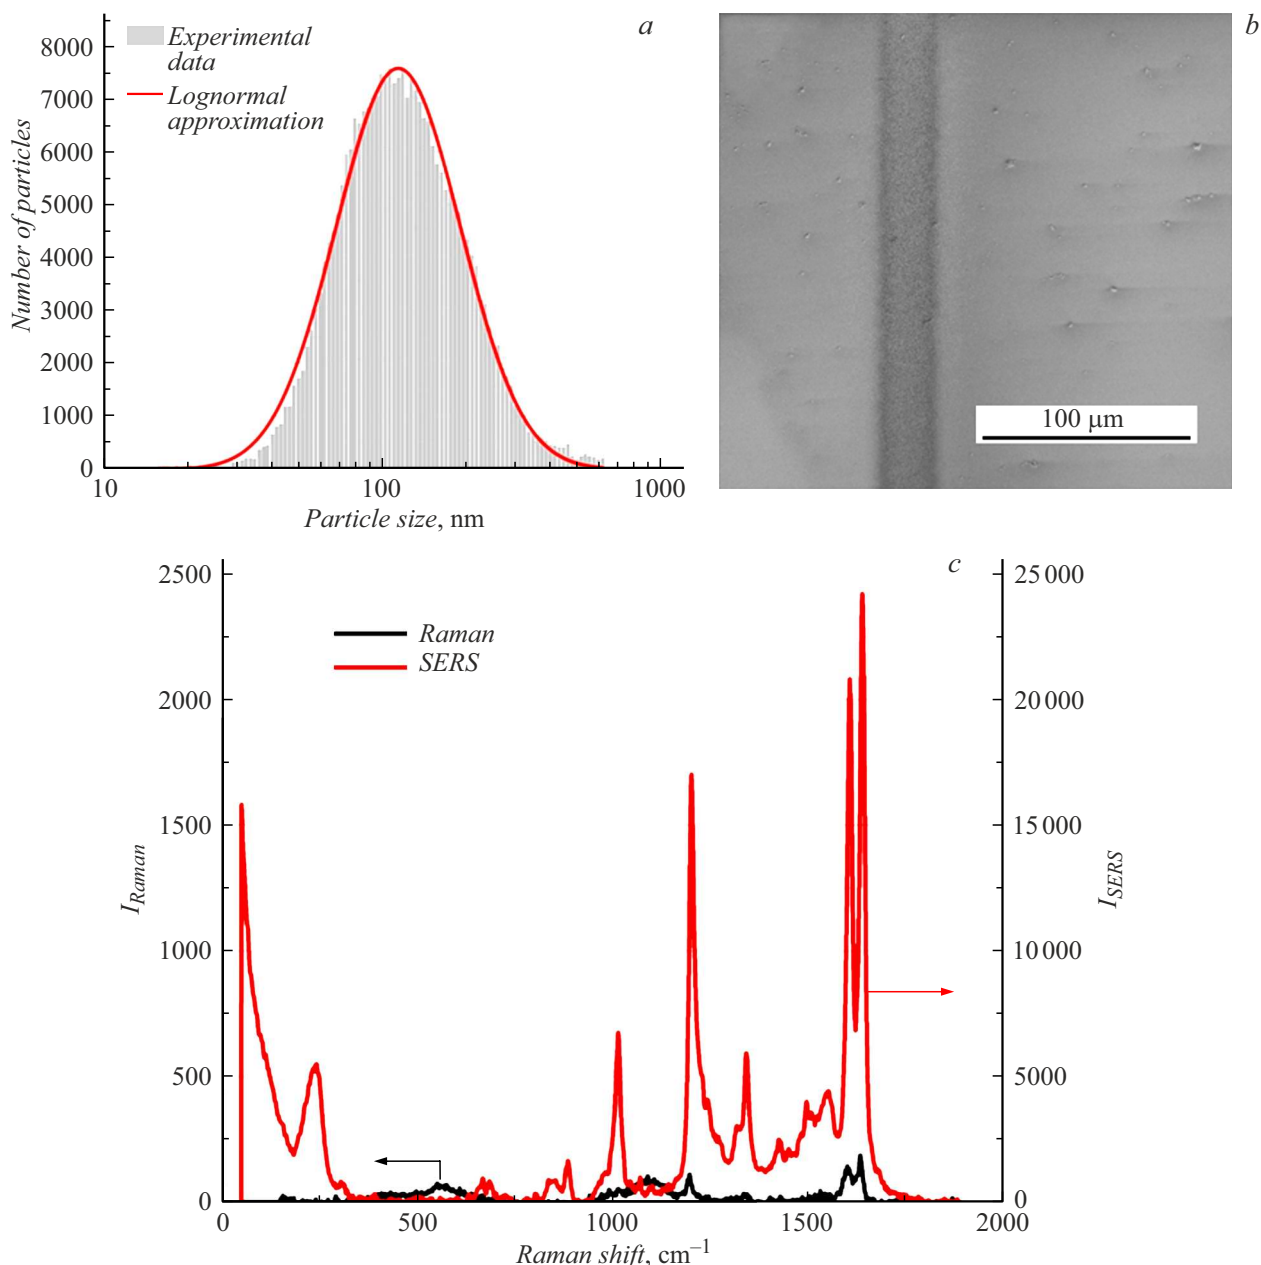 a
Experimental
data
Lognormal
approximation
8000
7000
6000
5000
4000
3000
2000
1000
0
Number of particles
10
100
1000
Particle size, nm
b
100 μm
c
Raman
SERS
2500
2000
1500
1000
500
0
I_Raman
25 000
20 000
15 000
10 000
5000
0
I_SERS
0
500
1000
1500
2000
Raman shift, cm⁻¹